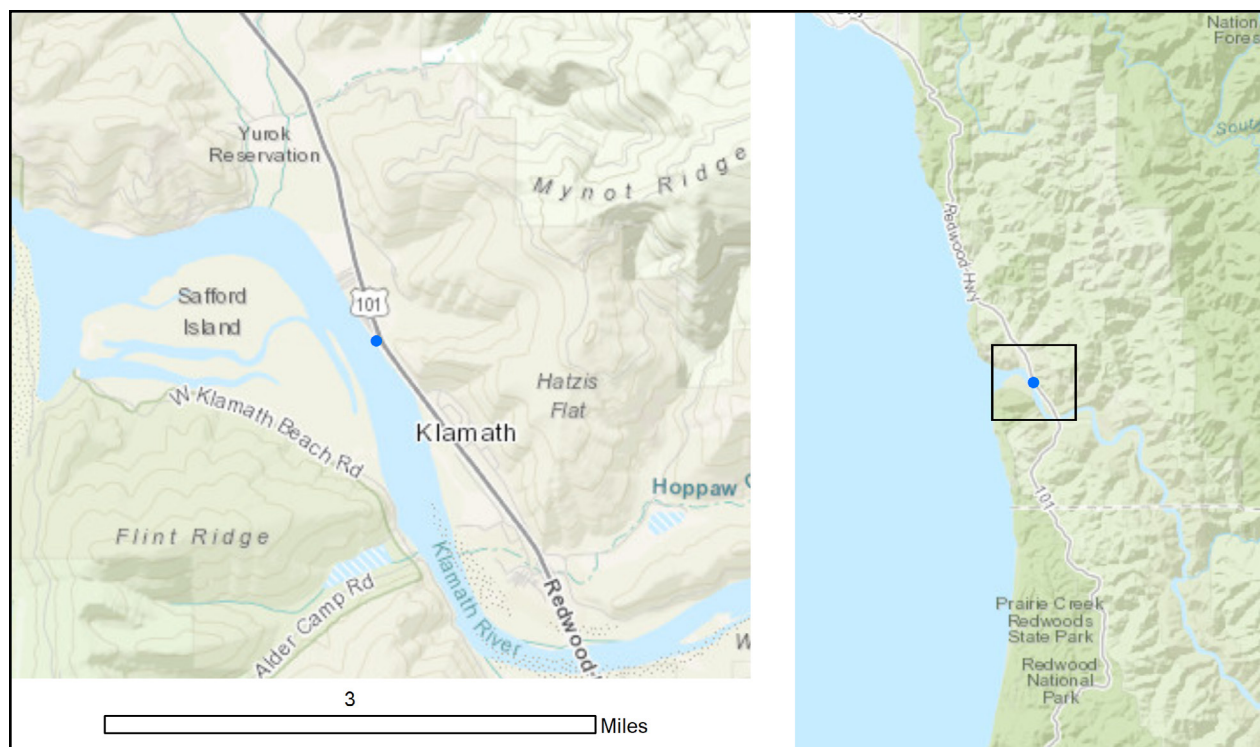 Yurok
Reservation
Mynot Ridge
Safford
Island
101
Hatzis
Flat
W Klamath Beach Rd
Klamath
Hoppaw
Flint Ridge
Klamath River
Alder Camp Rd
Redwood
W
3
Miles
Nation
Fores
South
Redwood Hwy
101
Prairie Creek
Redwoods
State Park
Redwood
National
Park